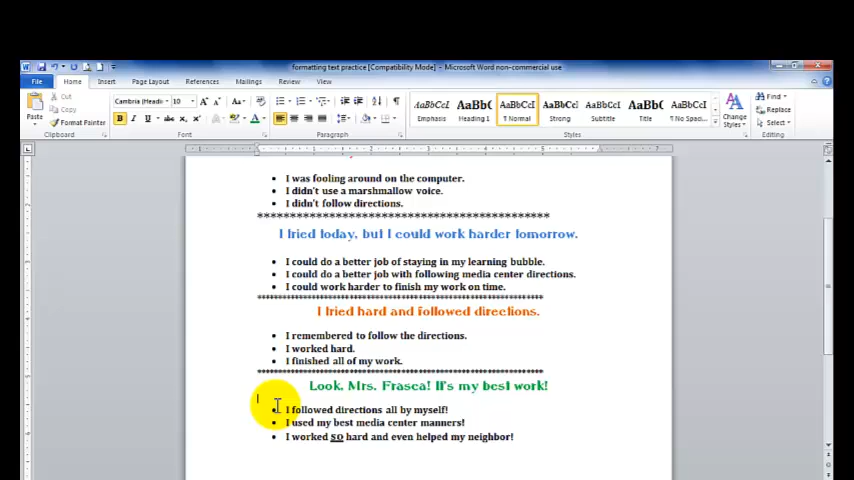 formatting text practice [Compatibility Mode] - Microsoft Word non-commercial use
File Home Insert Page Layout References Mailings Review View
Cut
Copy
Format Painter
Paste
Clipboard
Cambria (Headi 10
Font
Paragraph
AaBbCcI AaBb( AaBbCcI AaBbCcI AaBbCcI AaBb( AaBbCcI
Emphasis Heading 1 ¶ Normal Strong Subtitle Title ¶ No Spac...
Change Styles
Styles
Find
Replace
Select
Editing
• I was fooling around on the computer.
• I didn't use a marshmallow voice.
• I didn't follow directions.
I tried today, but I could work harder tomorrow.
• I could do a better job of staying in my learning bubble.
• I could do a better job with following media center directions.
• I could work harder to finish my work on time.
I tried hard and followed directions.
• I remembered to follow the directions.
• I worked hard.
• I finished all of my work.
Look, Mrs. Frasca! It's my best work!
• I followed directions all by myself!
• I used my best media center manners!
• I worked SO hard and even helped my neighbor!